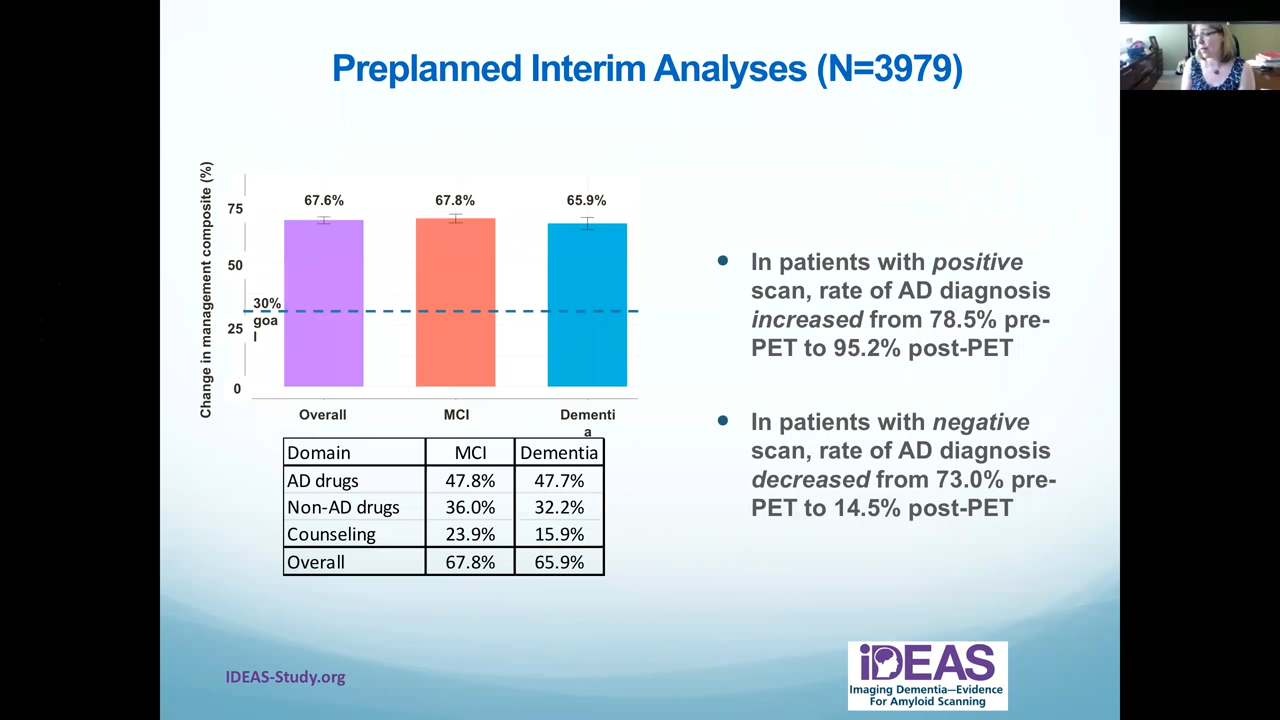 Preplanned Interim Analyses (N=3979)
Change in management composite (%)
75
50
25
0
67.6%
67.8%
65.9%
30%
goa
l
Overall
MCI
Dementi
a
Domain MCI Dementia
AD drugs 47.8% 47.7%
Non-AD drugs 36.0% 32.2%
Counseling 23.9% 15.9%
Overall 67.8% 65.9%
• In patients with positive
scan, rate of AD diagnosis
increased from 78.5% pre-
PET to 95.2% post-PET
• In patients with negative
scan, rate of AD diagnosis
decreased from 73.0% pre-
PET to 14.5% post-PET
IDEAS-Study.org
iDEAS
Imaging Dementia—Evidence
For Amyloid Scanning